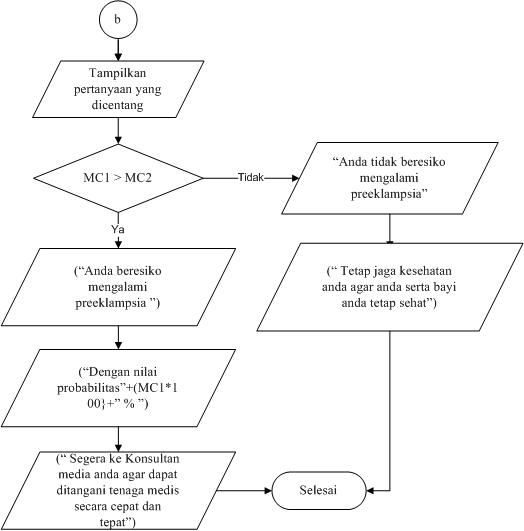 b
Tampilkan
pertanyaan yang
dicentang
MC1 > MC2
Tidak
“Anda tidak beresiko
mengalami
preeklampsia”
Ya
(“Anda beresiko
mengalami
preeklampsia ”)
(“ Tetap jaga kesehatan
anda agar anda serta bayi
anda tetap sehat”)
(“Dengan nilai
probabilitas”+(MC1*1
00}+” % ”)
(“ Segera ke Konsultan
media anda agar dapat
ditangani tenaga medis
secara cepat dan
tepat”)
Selesai